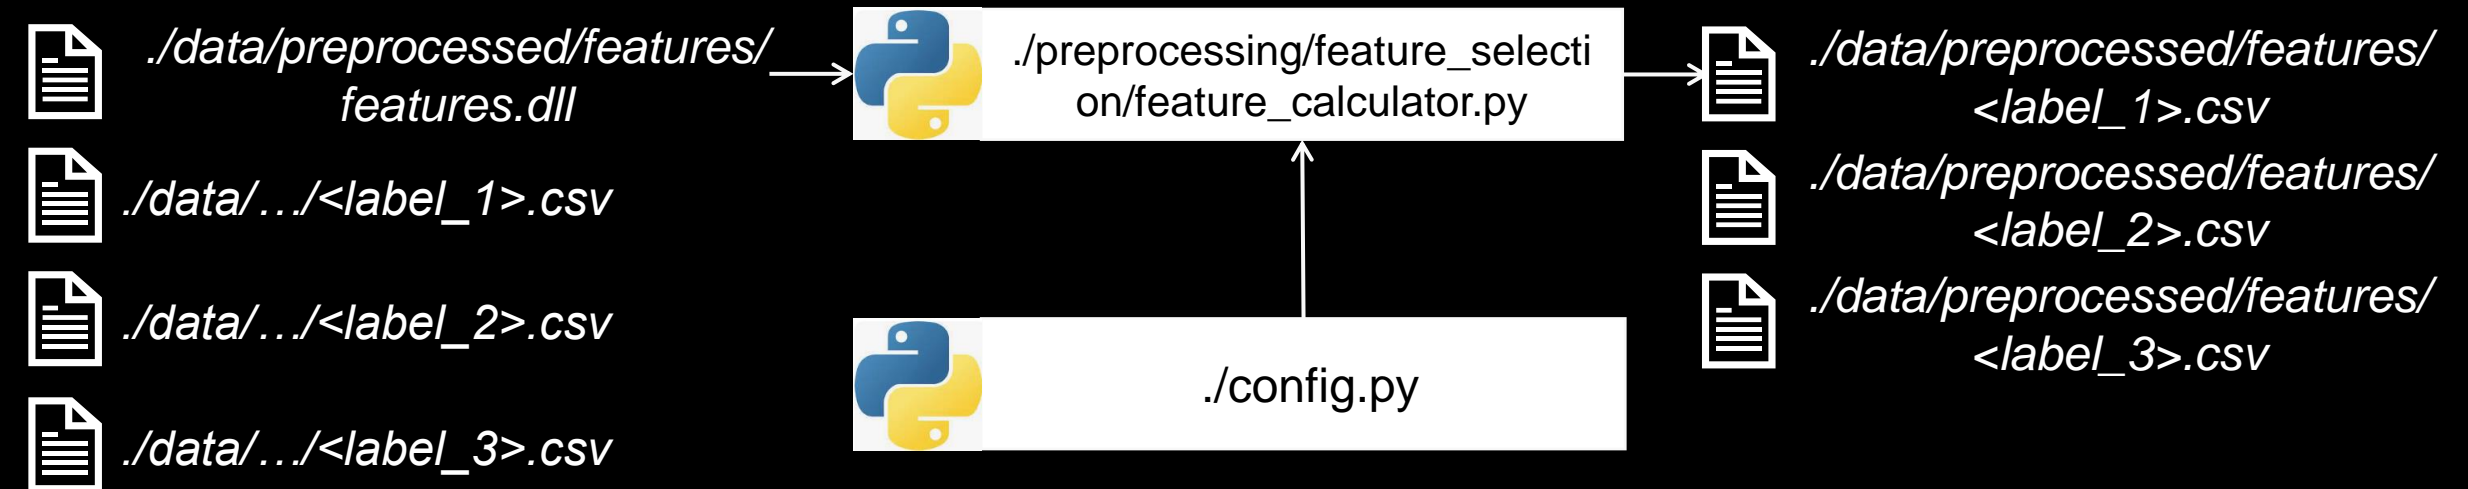 ./data/preprocessed/features/
features.dll
./data/…/<label_1>.csv
./data/…/<label_2>.csv
./data/…/<label_3>.csv
./preprocessing/feature_selecti
on/feature_calculator.py
./config.py
./data/preprocessed/features/
<label_1>.csv
./data/preprocessed/features/
<label_2>.csv
./data/preprocessed/features/
<label_3>.csv